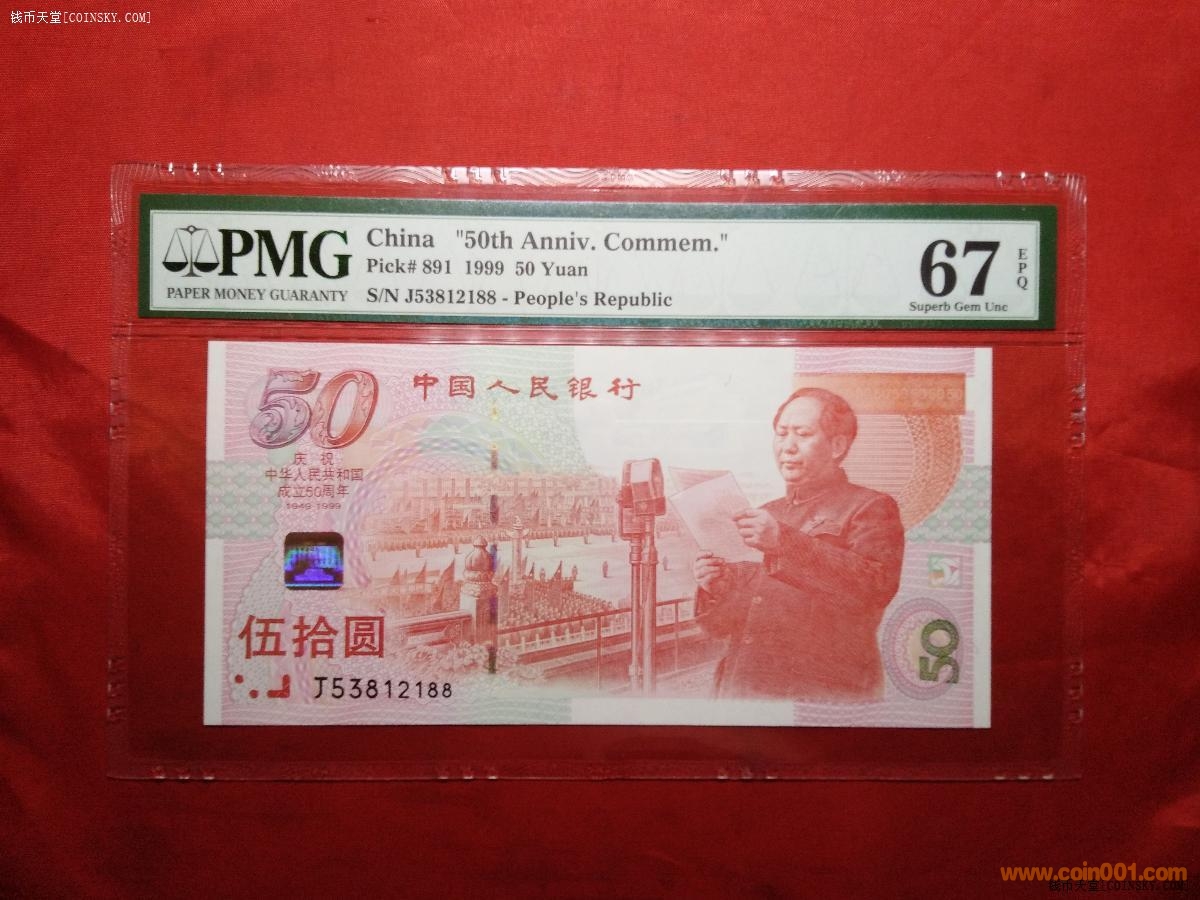 钱币天堂[COINSKY.COM]
PMG
PAPER MONEY GUARANTY
China "50th Anniv. Commem."
Pick# 891 1999 50 Yuan
S/N J53812188 - People's Republic
67
EPQ
Superb Gem Unc
50
中国人民银行
庆祝
中华人民共和国
成立50周年
1949-1999
伍拾圆
J53812188
50
www.coin001.com
钱币天堂[COINSKY.COM]